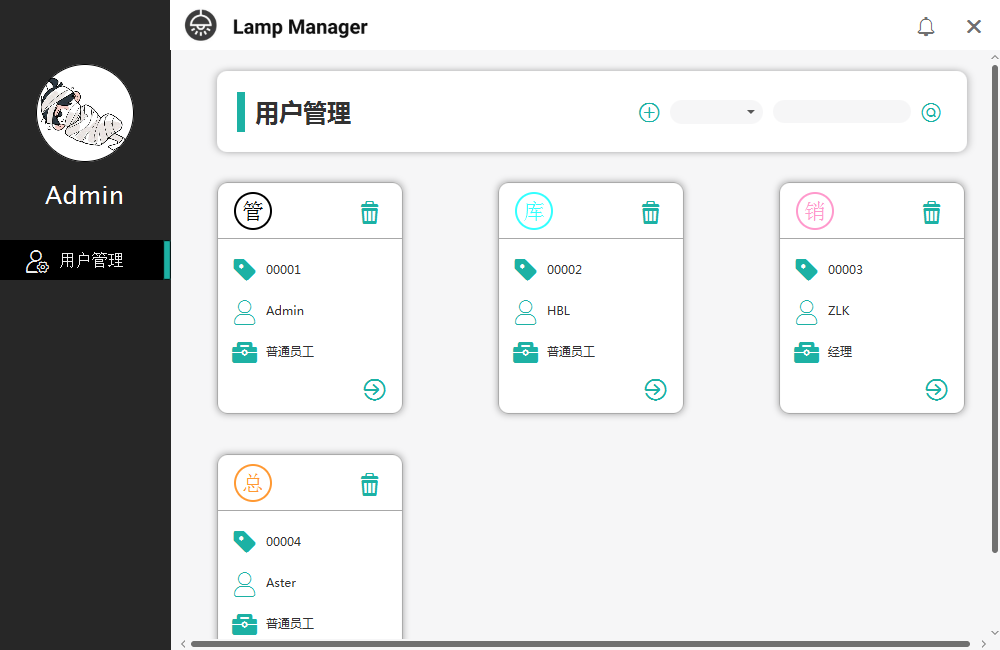 Lamp Manager
Admin
用户管理
用户管理
管
00001
Admin
普通员工
库
00002
HBL
普通员工
销
00003
ZLK
经理
总
00004
Aster
普通员工